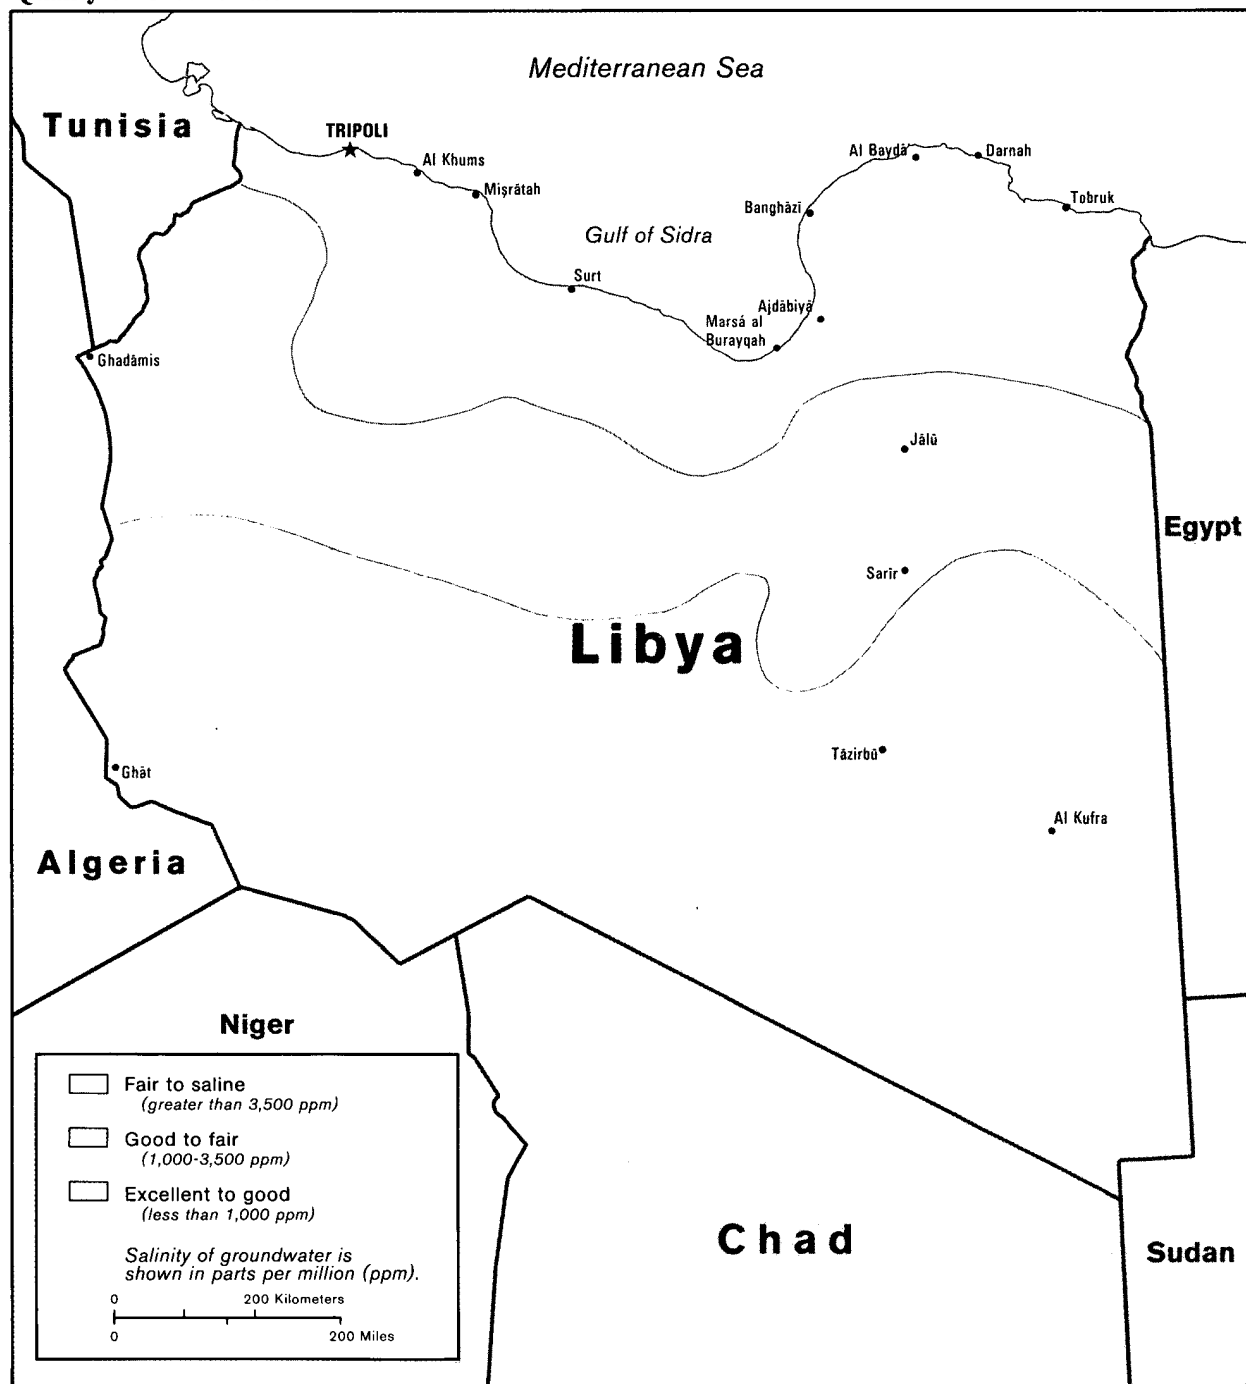 Mediterranean Sea
Tunisia
TRIPOLI
Al Khums
Miṣrātah
Al Baydā
Darnah
Tobruk
Banghāzī
Gulf of Sidra
Surt
Ajdābiyā
Marsá al
Burayqah
Ghadāmis
Jālū
Egypt
Sarīr
Libya
Tāzirbū
Ghāt
Al Kufra
Algeria
Niger
Fair to saline
(greater than 3,500 ppm)
Good to fair
(1,000-3,500 ppm)
Excellent to good
(less than 1,000 ppm)
Salinity of groundwater is
shown in parts per million (ppm).
0 200 Kilometers
0 200 Miles
Chad
Sudan